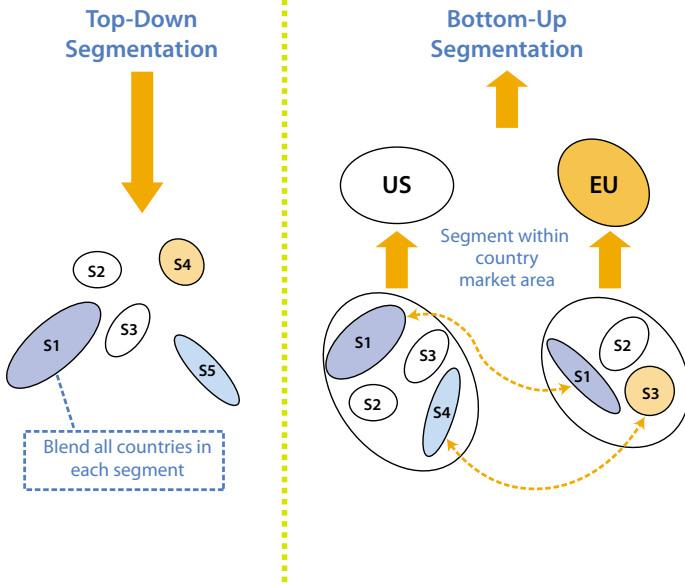 Top-Down
Segmentation
S2
S4
S3
S1
S5
Blend all countries in
each segment
Bottom-Up
Segmentation
US
EU
Segment within
country
market area
S1
S3
S2
S4
S2
S1
S3